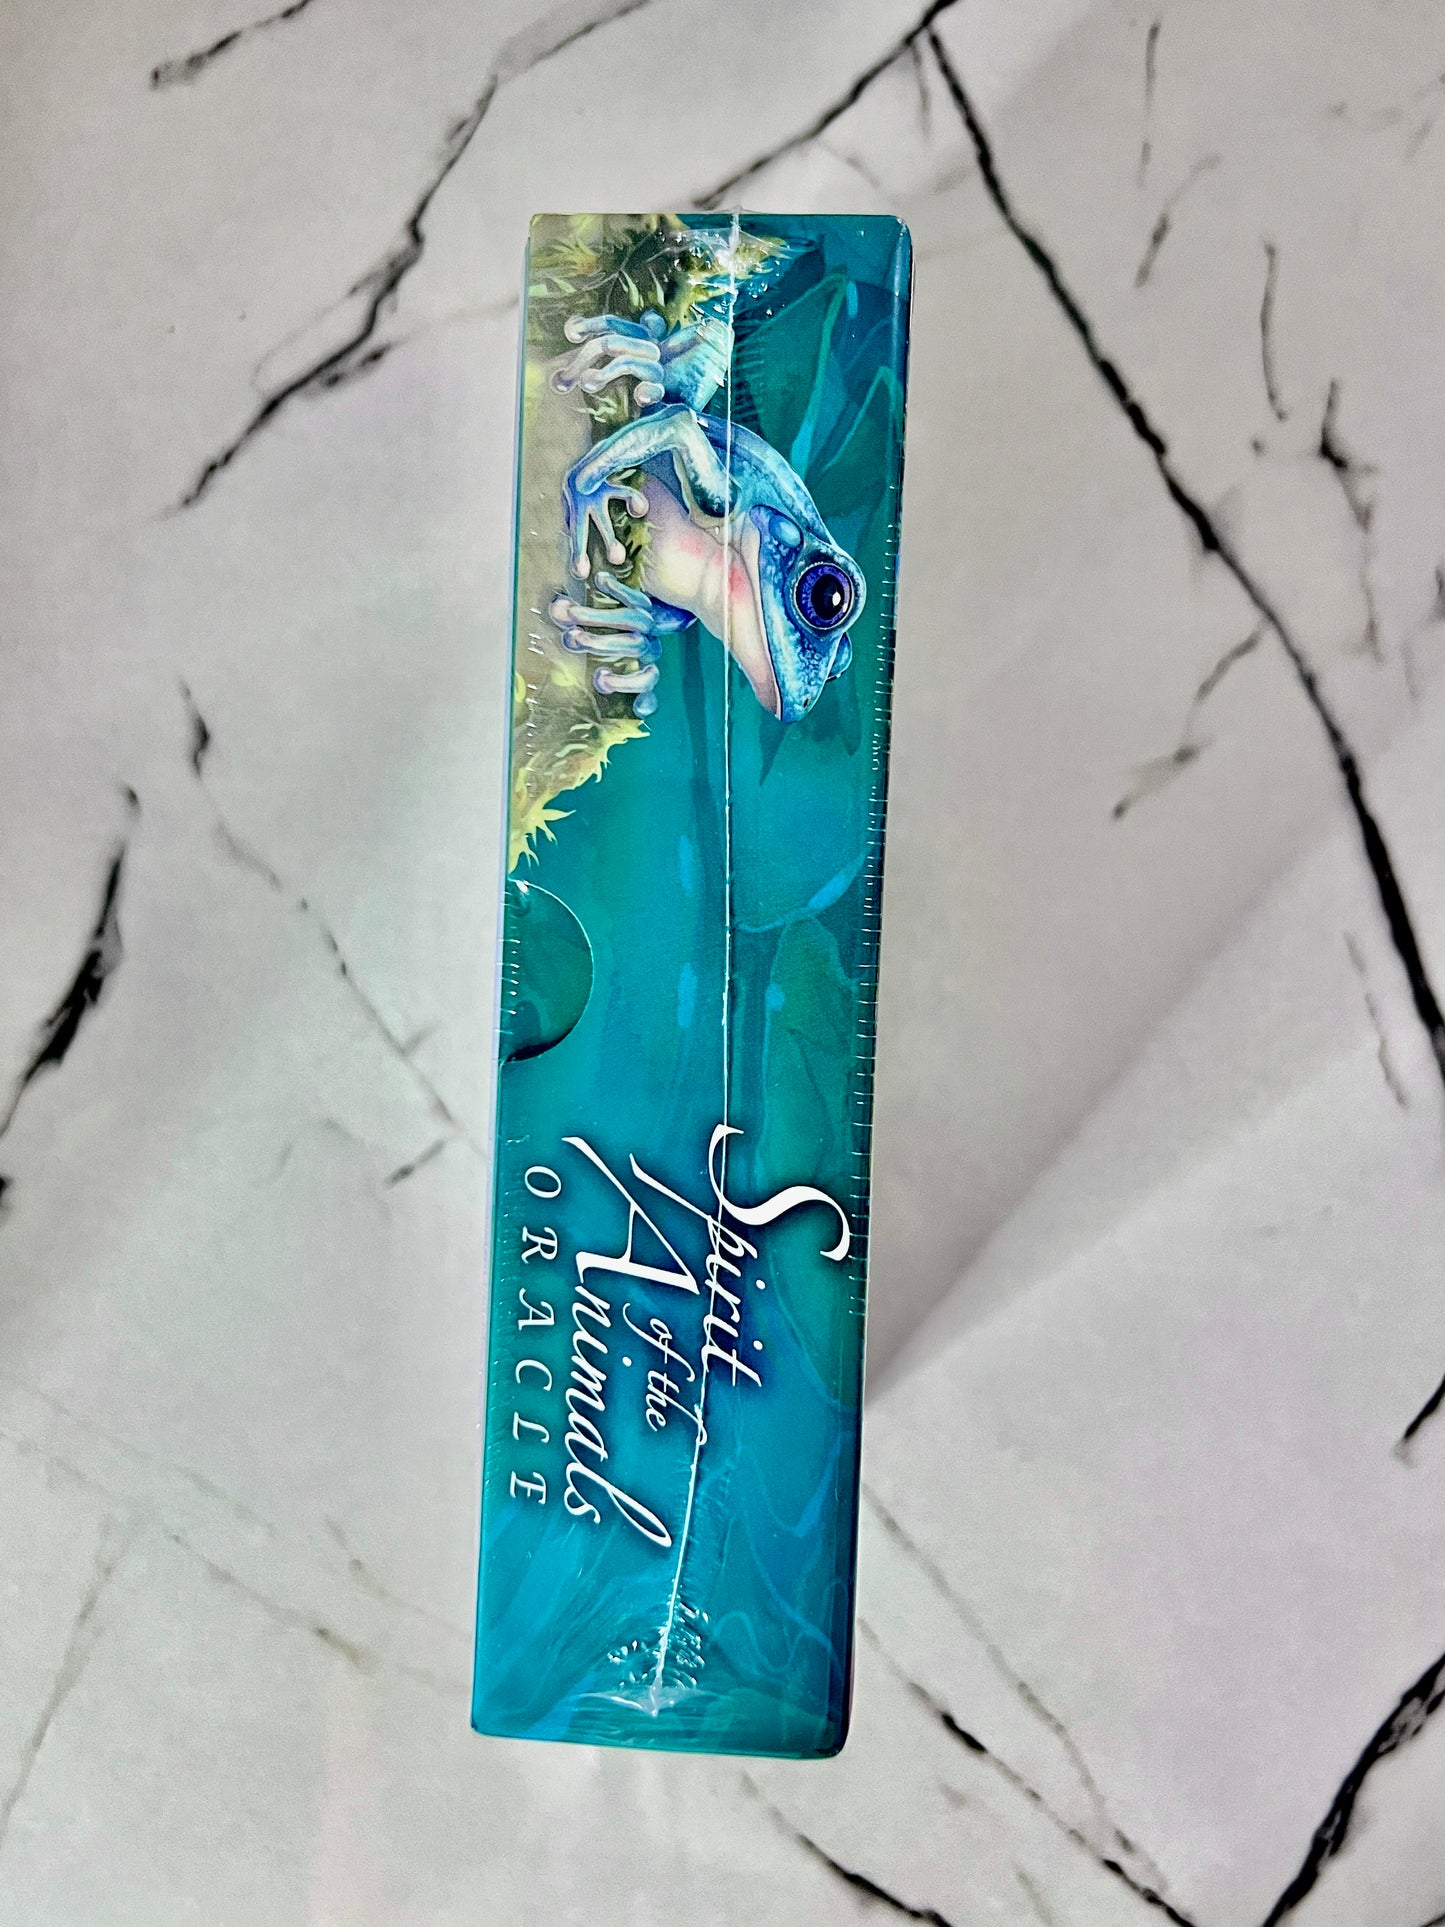 Spirit
of the
Animals
ORACLE